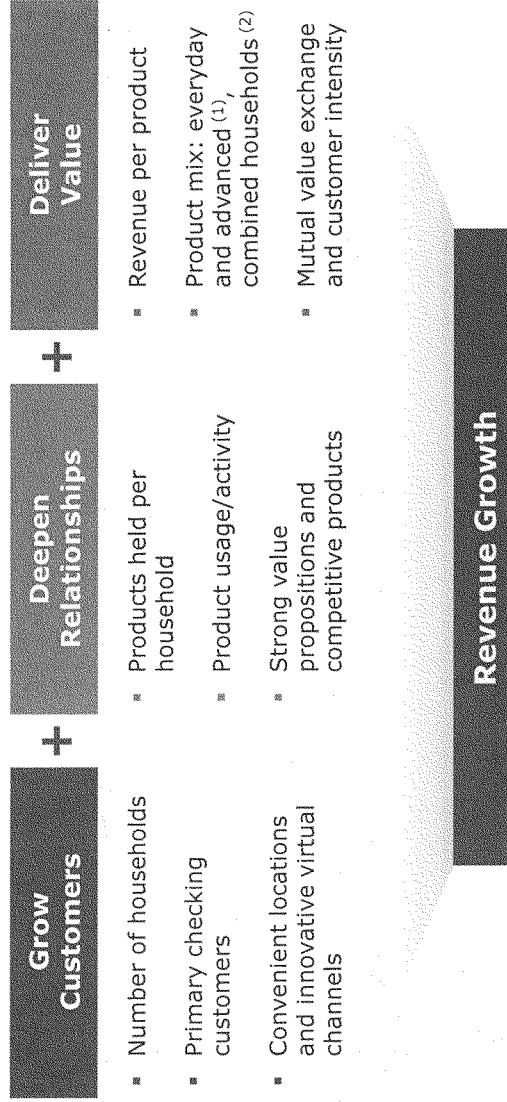 Grow
Customers
+
Deepen
Relationships
+
Deliver
Value
▪ Number of households
▪ Primary checking
customers
▪ Convenient locations
and innovative virtual
channels
▪ Products held per
household
▪ Product usage/activity
▪ Strong value
propositions and
competitive products
▪ Revenue per product
▪ Product mix: everyday
and advanced (1),
combined households (2)
▪ Mutual value exchange
and customer intensity
Revenue Growth